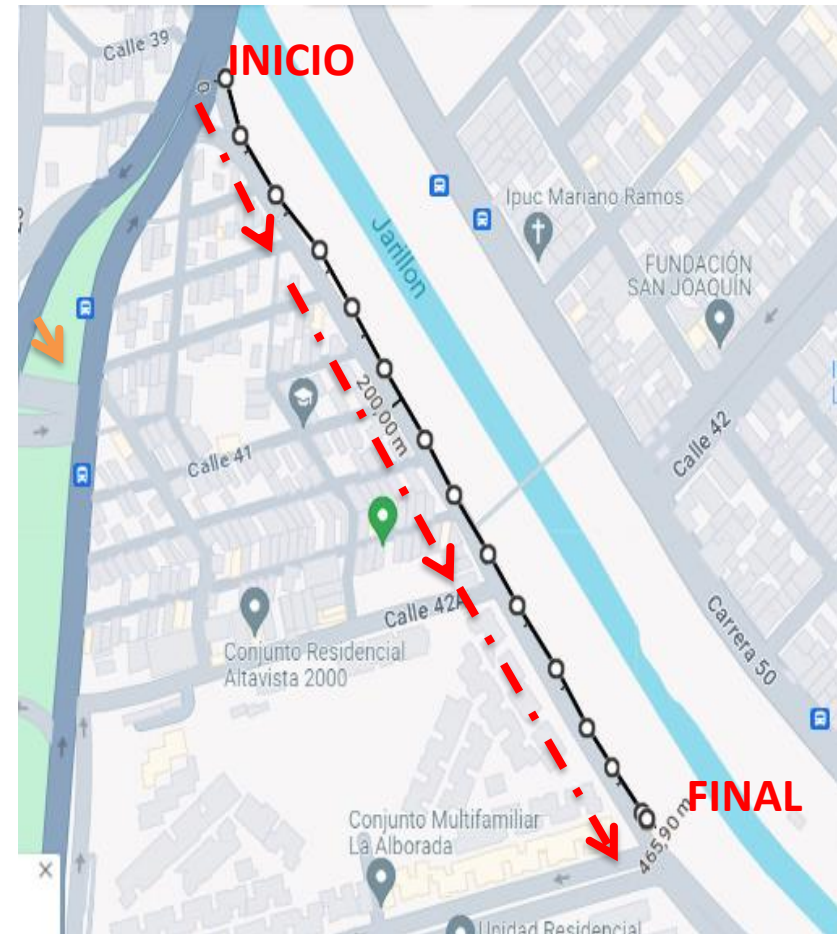 Calle 39
INICIO
0
Ipuc Mariano Ramos
Jarillon
FUNDACIÓN
SAN JOAQUÍN
200,00 m
Calle 41
Calle 42
Calle 42A
Conjunto Residencial
Altavista 2000
Carrera 50
FINAL
465,90 m
Conjunto Multifamiliar
La Alborada
Unidad Residencial